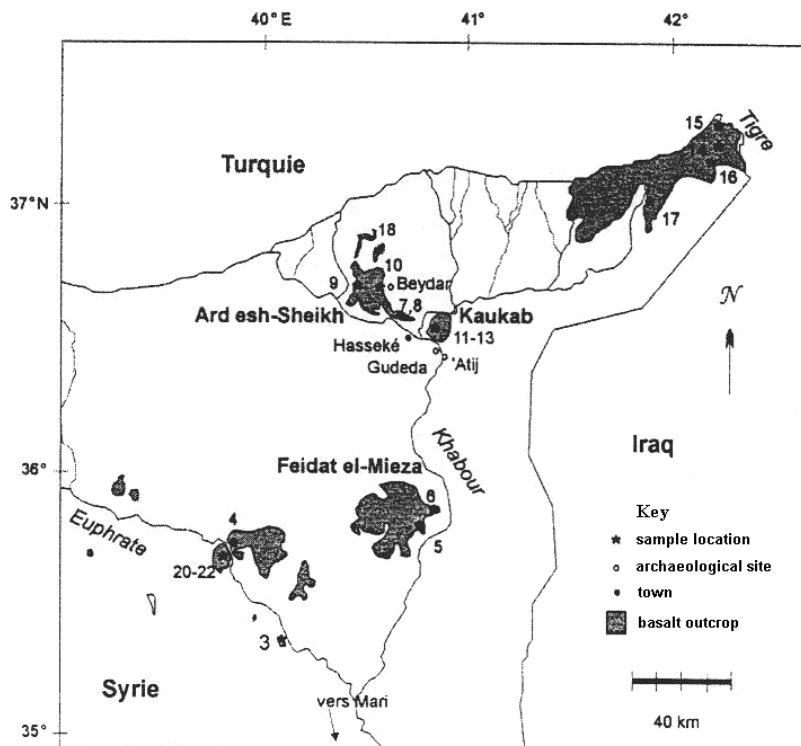 40°E
41°
42°
15
Tigre
Turquie
16
37°N
17
18
10
9
Beydar
7,8
Ard esh-Sheikh
Kaukab
Hasseké
11-13
Gudeda
'Atij
N
Khabour
Iraq
36°
Feidat el-Mieza
6
Key
4
sample location
Euphrate
5
archaeological site
20-22
town
basalt outcrop
3
Syrie
vers Mari
40 km
35°